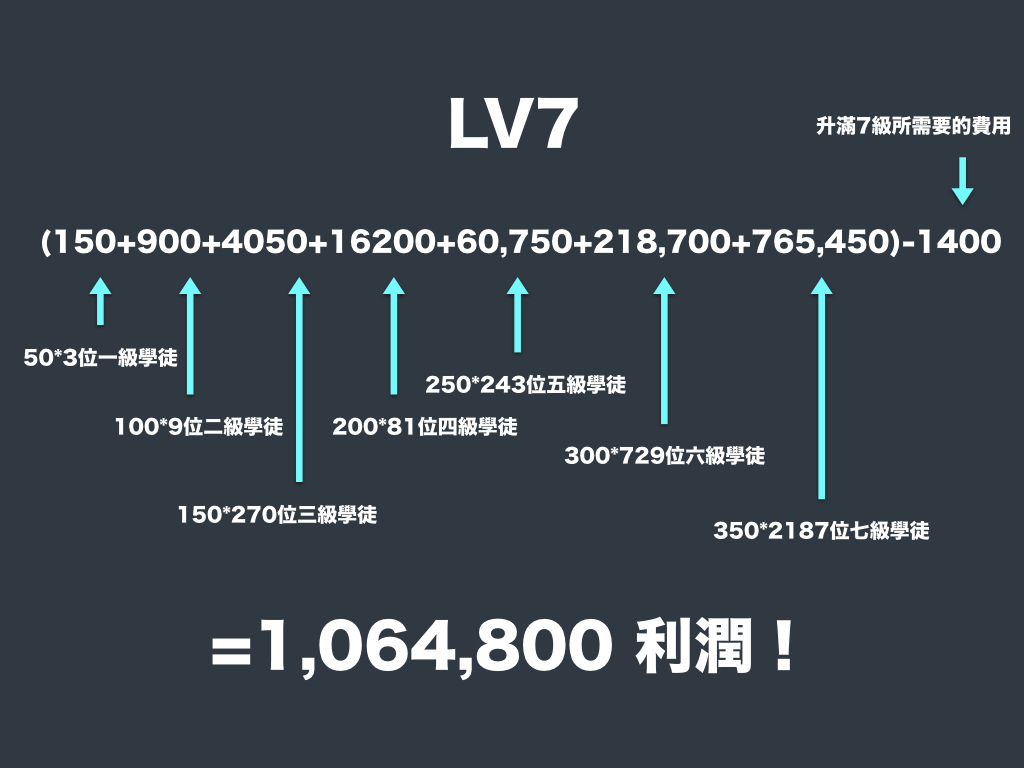 LV7
升滿7級所需要的費用
(150+900+4050+16200+60,750+218,700+765,450)-1400
50*3位一級學徒
250*243位五級學徒
100*9位二級學徒
200*81位四級學徒
300*729位六級學徒
150*270位三級學徒
350*2187位七級學徒
=1,064,800 利潤！